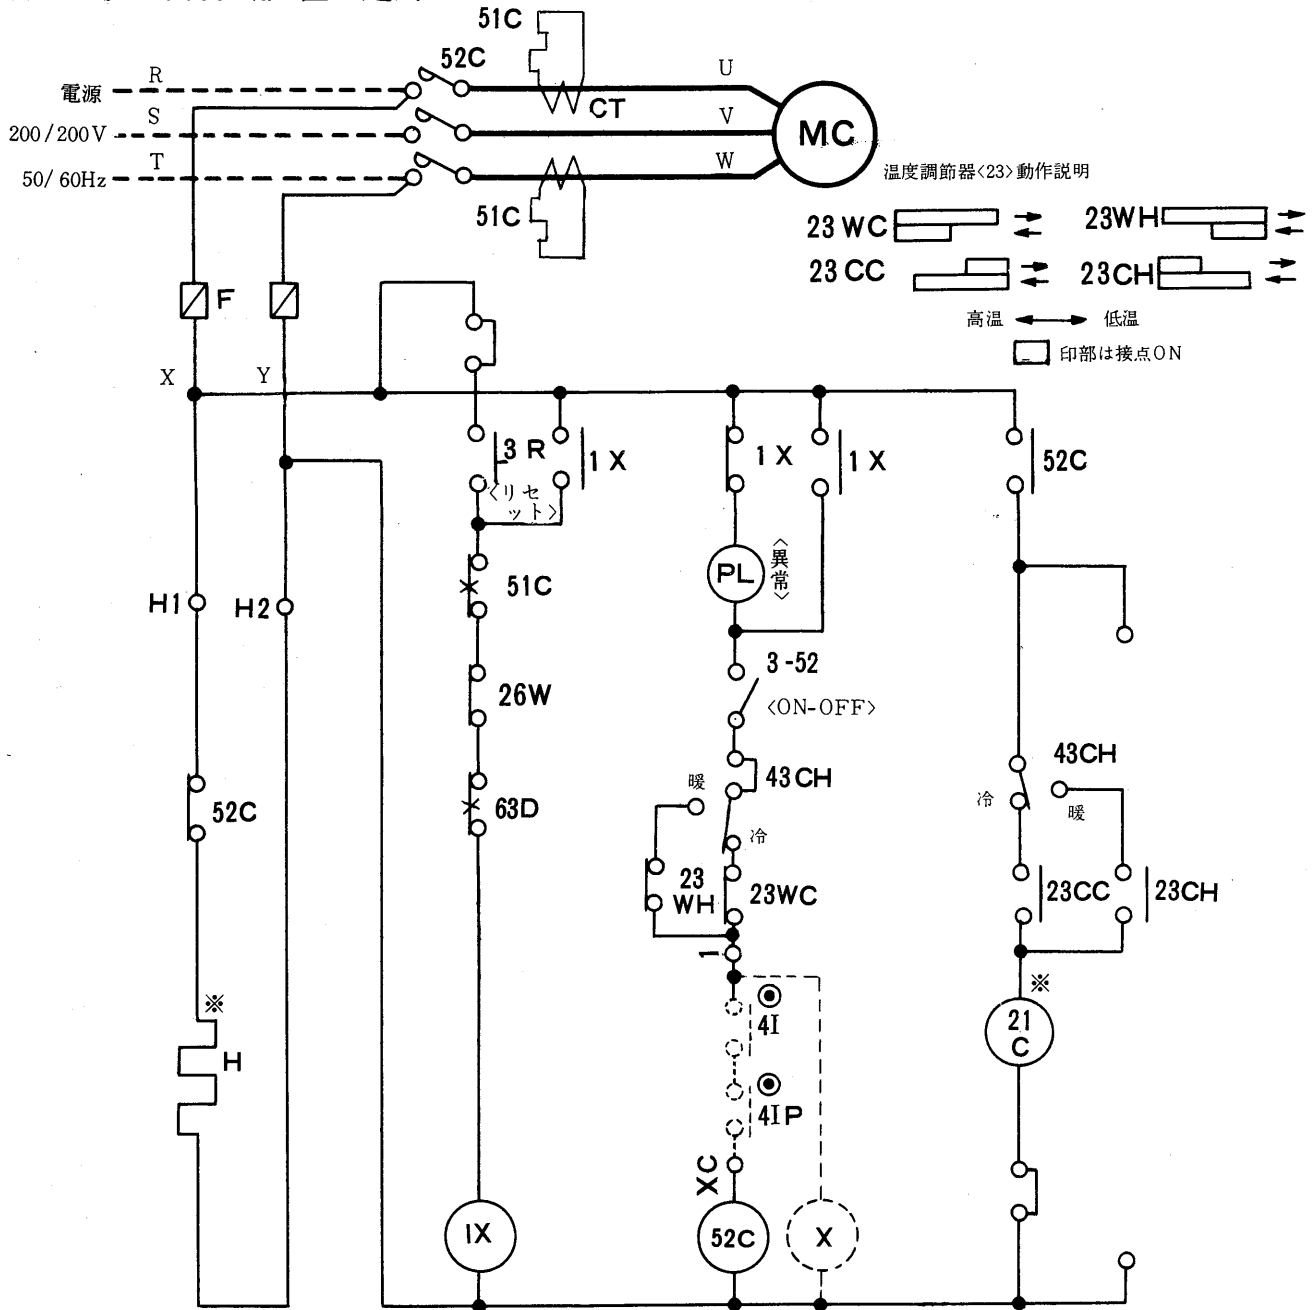 51C
52C
R
U
電源
CT
S
V
MC
200/200V
T
W
50/60Hz
51C
温度調節器〈23〉動作説明
23WC
23WH
23CC
23CH
高温 ←→ 低温
印部は接点ON
F
X
Y
3R
〈リセ
ット〉
1X
1X
1X
52C
51C
PL
〈異常〉
H1
H2
26W
3-52
〈ON-OFF〉
43CH
暖
冷
43CH
冷
暖
52C
63D
23
WH
23WC
23CC
23CH
1
※
H
4I
4IP
※
21
C
XC
IX
52C
X